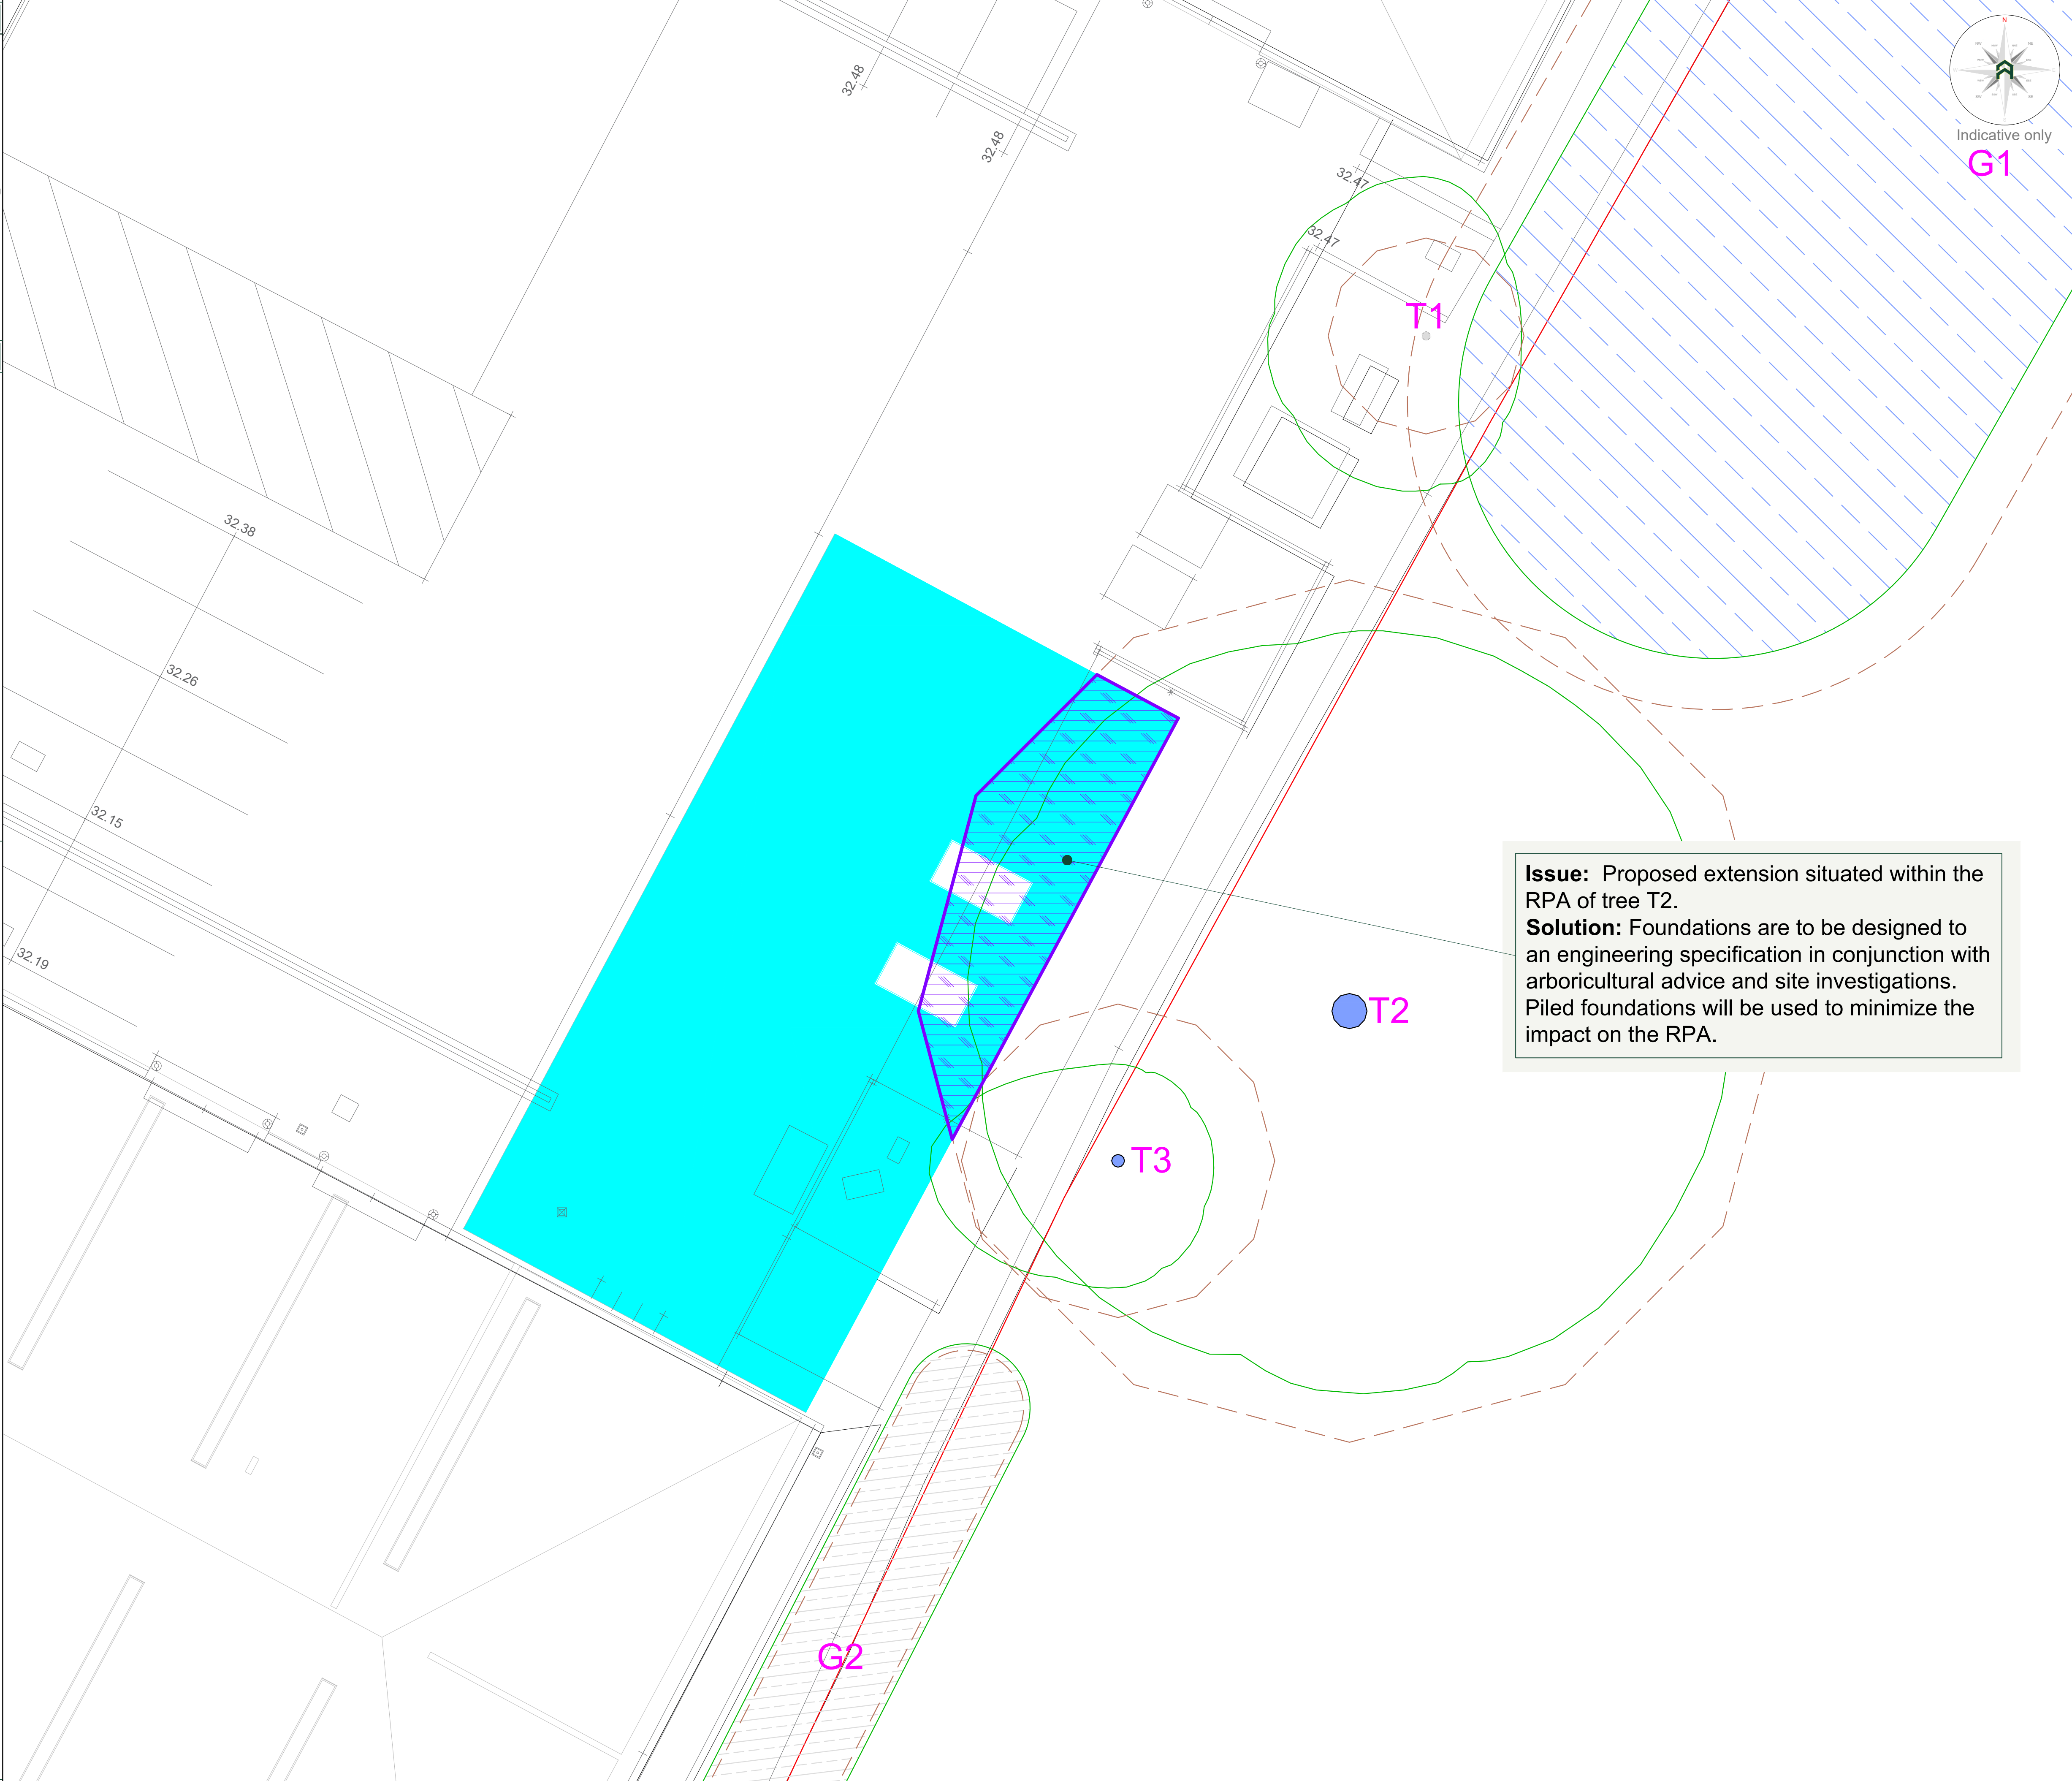 N
Indicative only
G1
32.48
32.48
32.47
32.47
T1
32.38
32.26
32.15
32.19
Issue: Proposed extension situated within the
RPA of tree T2.
Solution: Foundations are to be designed to
an engineering specification in conjunction with
arboricultural advice and site investigations.
Piled foundations will be used to minimize the
impact on the RPA.
T2
T3
G2